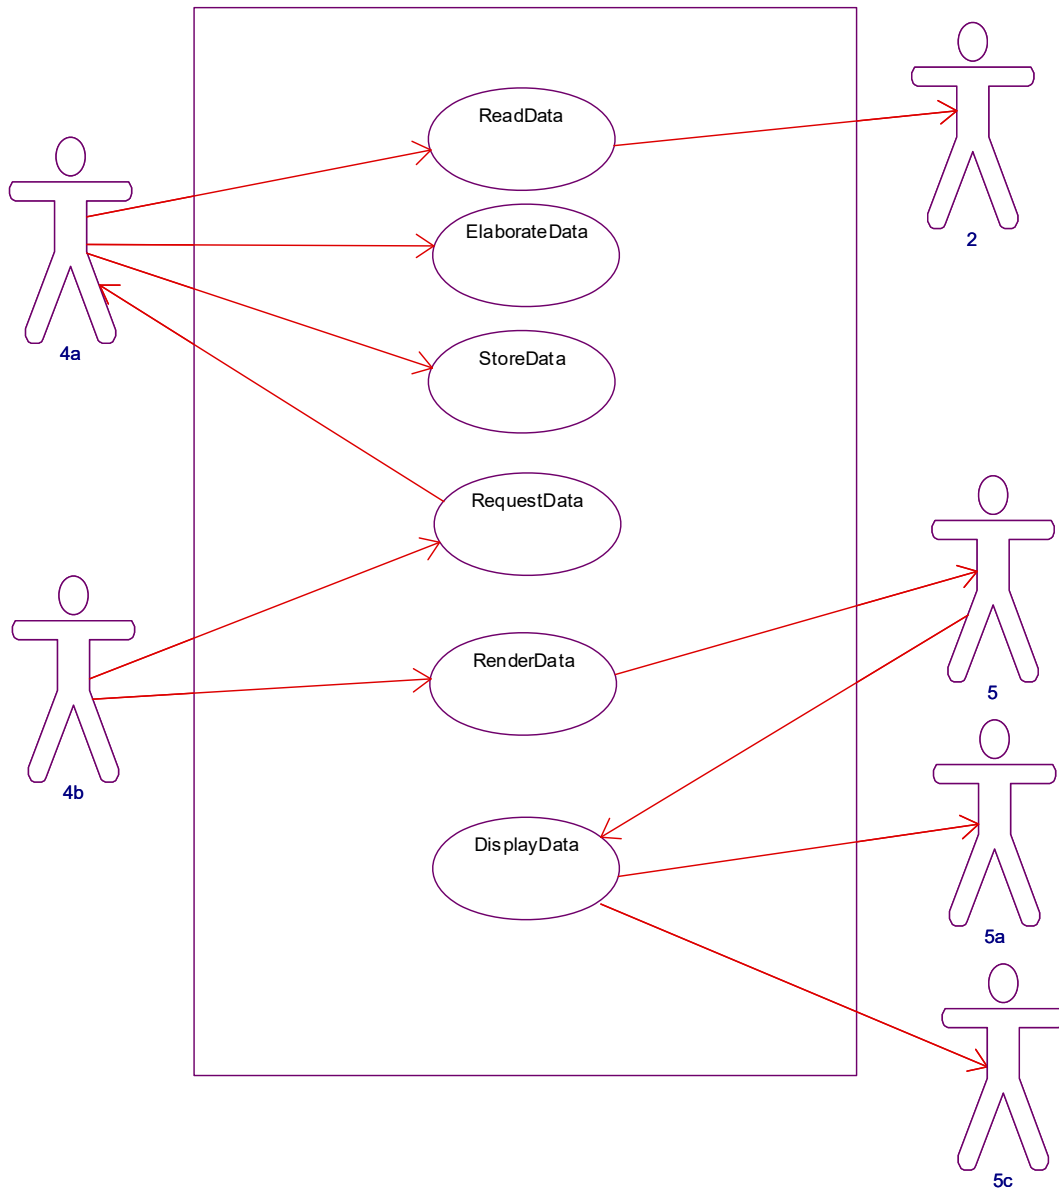 ReadData
2
ElaborateData
4a
StoreData
RequestData
RenderData
5
4b
DisplayData
5a
5c